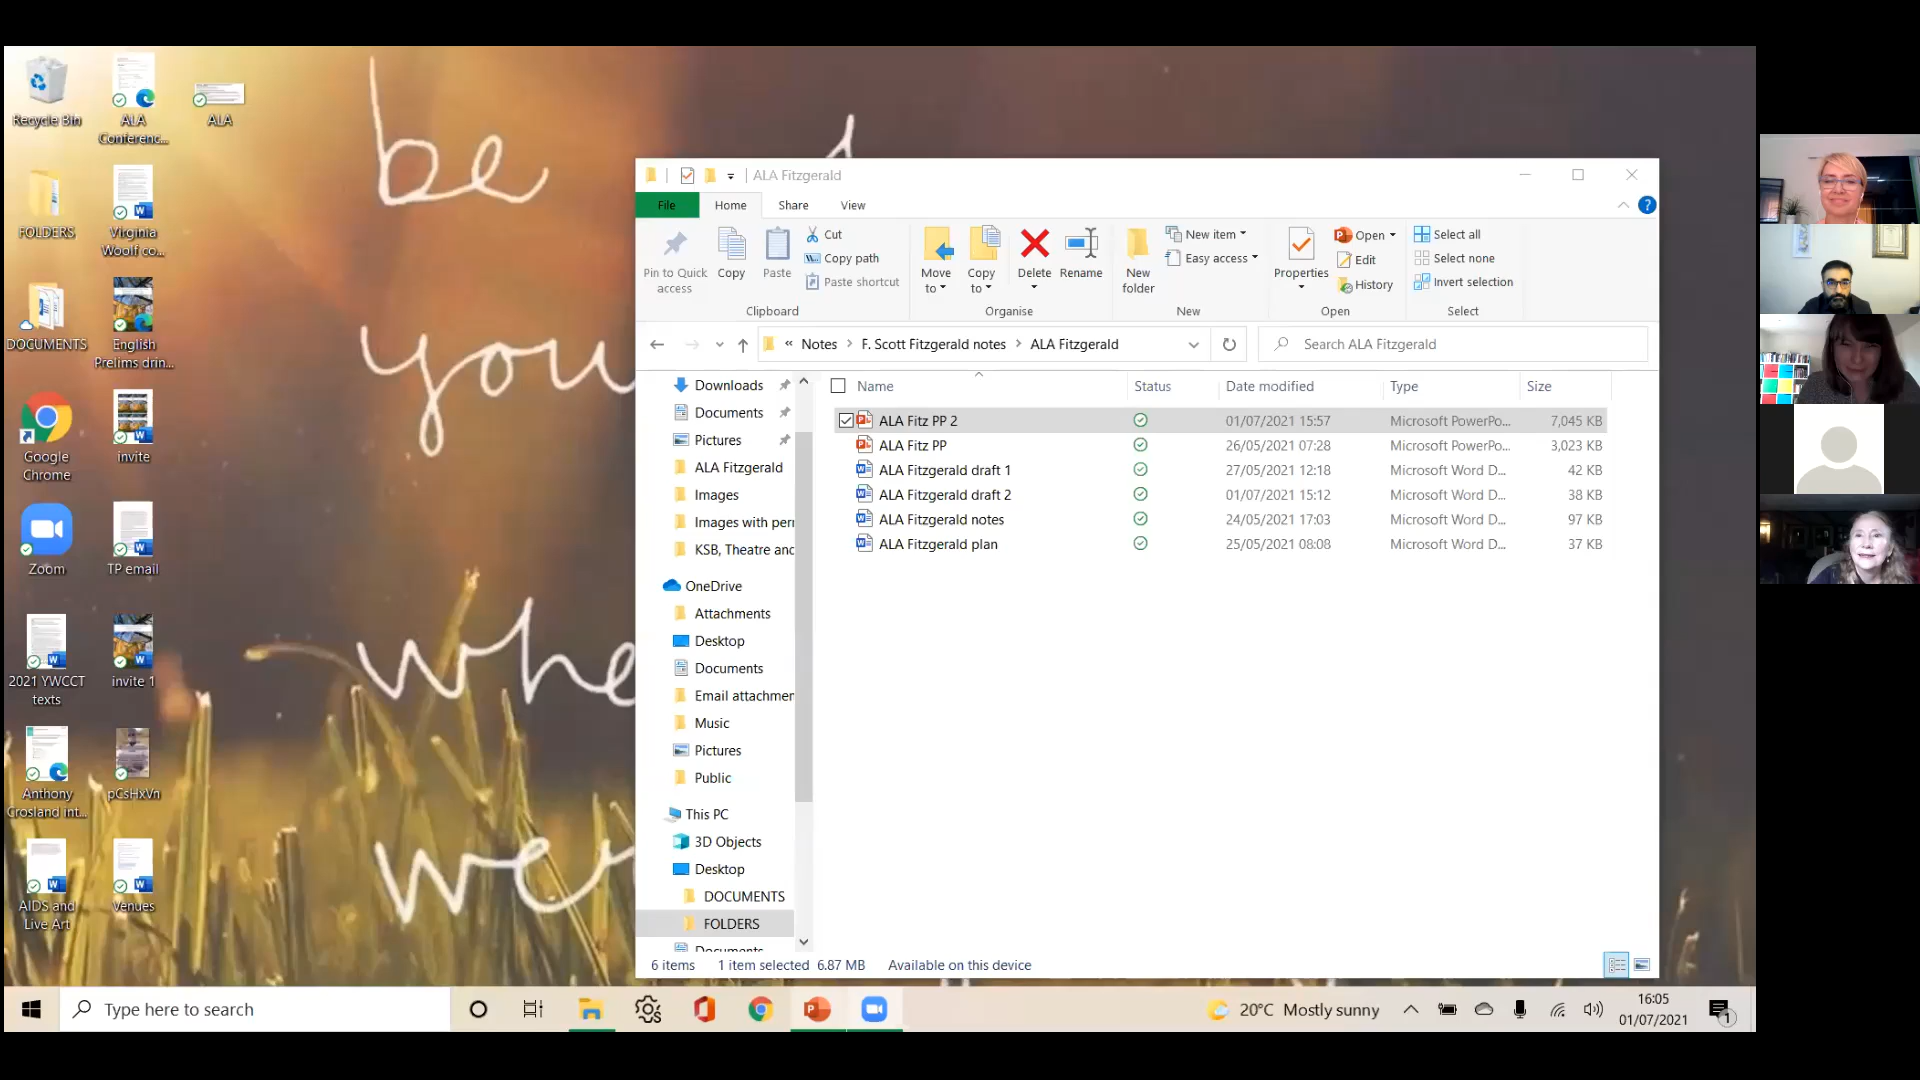 be
you
whe
we
Recycle Bin
ALA
Conferenc...
ALA
FOLDERS
Virginia
Woolf co...
DOCUMENTS
English
Prelims drin...
Google
Chrome
invite
Zoom
TP email
2021 YWCCT
texts
invite 1
Anthony
Crosland int...
pCsHxVn
AIDS and
Live Art
Venues
ALA Fitzgerald
File Home Share View
Pin to Quick
access
Copy
Paste
Cut
Copy path
Paste shortcut
Clipboard
Move
to
Copy
to
Delete
Rename
Organise
New
folder
New item
Easy access
New
Properties
Open
Edit
History
Open
Select all
Select none
Invert selection
Select
« Notes > F. Scott Fitzgerald notes > ALA Fitzgerald
Search ALA Fitzgerald
Downloads
Documents
Pictures
ALA Fitzgerald
Images
Images with perr
KSB, Theatre anc
OneDrive
Attachments
Desktop
Documents
Email attachmer
Music
Pictures
Public
This PC
3D Objects
Desktop
DOCUMENTS
FOLDERS
Documents
Name Status Date modified Type Size
ALA Fitz PP 2 01/07/2021 15:57 Microsoft PowerPo... 7,045 KB
ALA Fitz PP 26/05/2021 07:28 Microsoft PowerPo... 3,023 KB
ALA Fitzgerald draft 1 27/05/2021 12:18 Microsoft Word D... 42 KB
ALA Fitzgerald draft 2 01/07/2021 15:12 Microsoft Word D... 38 KB
ALA Fitzgerald notes 24/05/2021 17:03 Microsoft Word D... 97 KB
ALA Fitzgerald plan 25/05/2021 08:08 Microsoft Word D... 37 KB
6 items 1 item selected 6.87 MB Available on this device
Type here to search
20°C Mostly sunny
16:05
01/07/2021
1